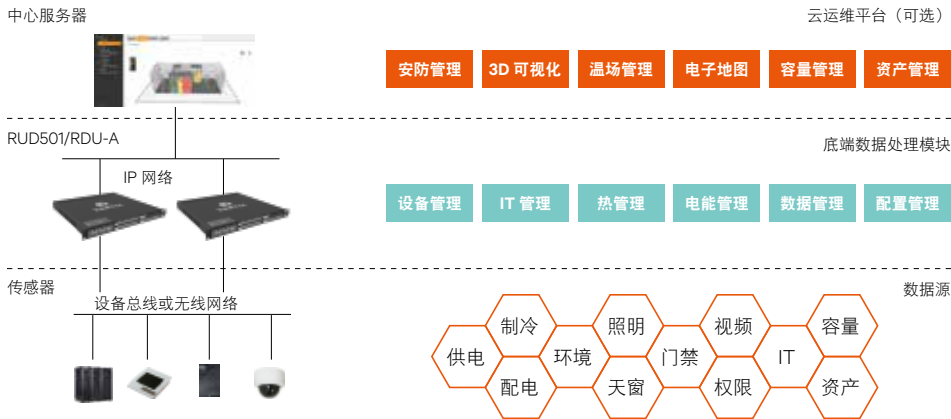 中心服务器
云运维平台（可选）
安防管理 3D 可视化 温场管理 电子地图 容量管理 资产管理
RUD501/RDU-A
底端数据处理模块
IP 网络
设备管理 IT 管理 热管理 电能管理 数据管理 配置管理
传感器
数据源
设备总线或无线网络
制冷 照明 视频 容量
供电 环境 门禁 IT
配电 天窗 权限 资产